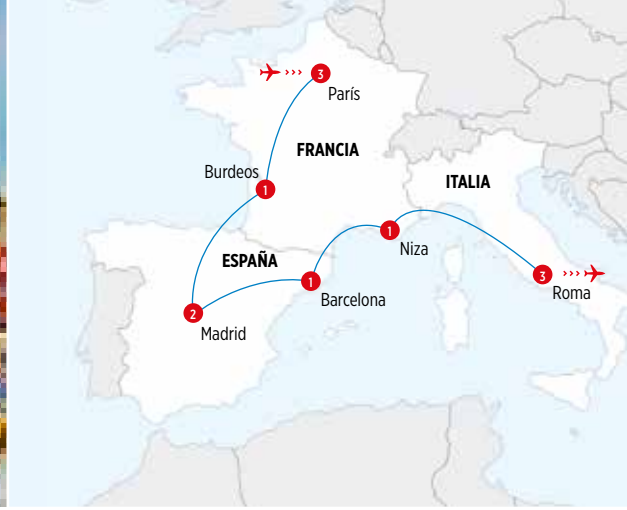 3
París
FRANCIA
Burdeos
1
ITALIA
1
Niza
ESPAÑA
1
Barcelona
3
Roma
2
Madrid